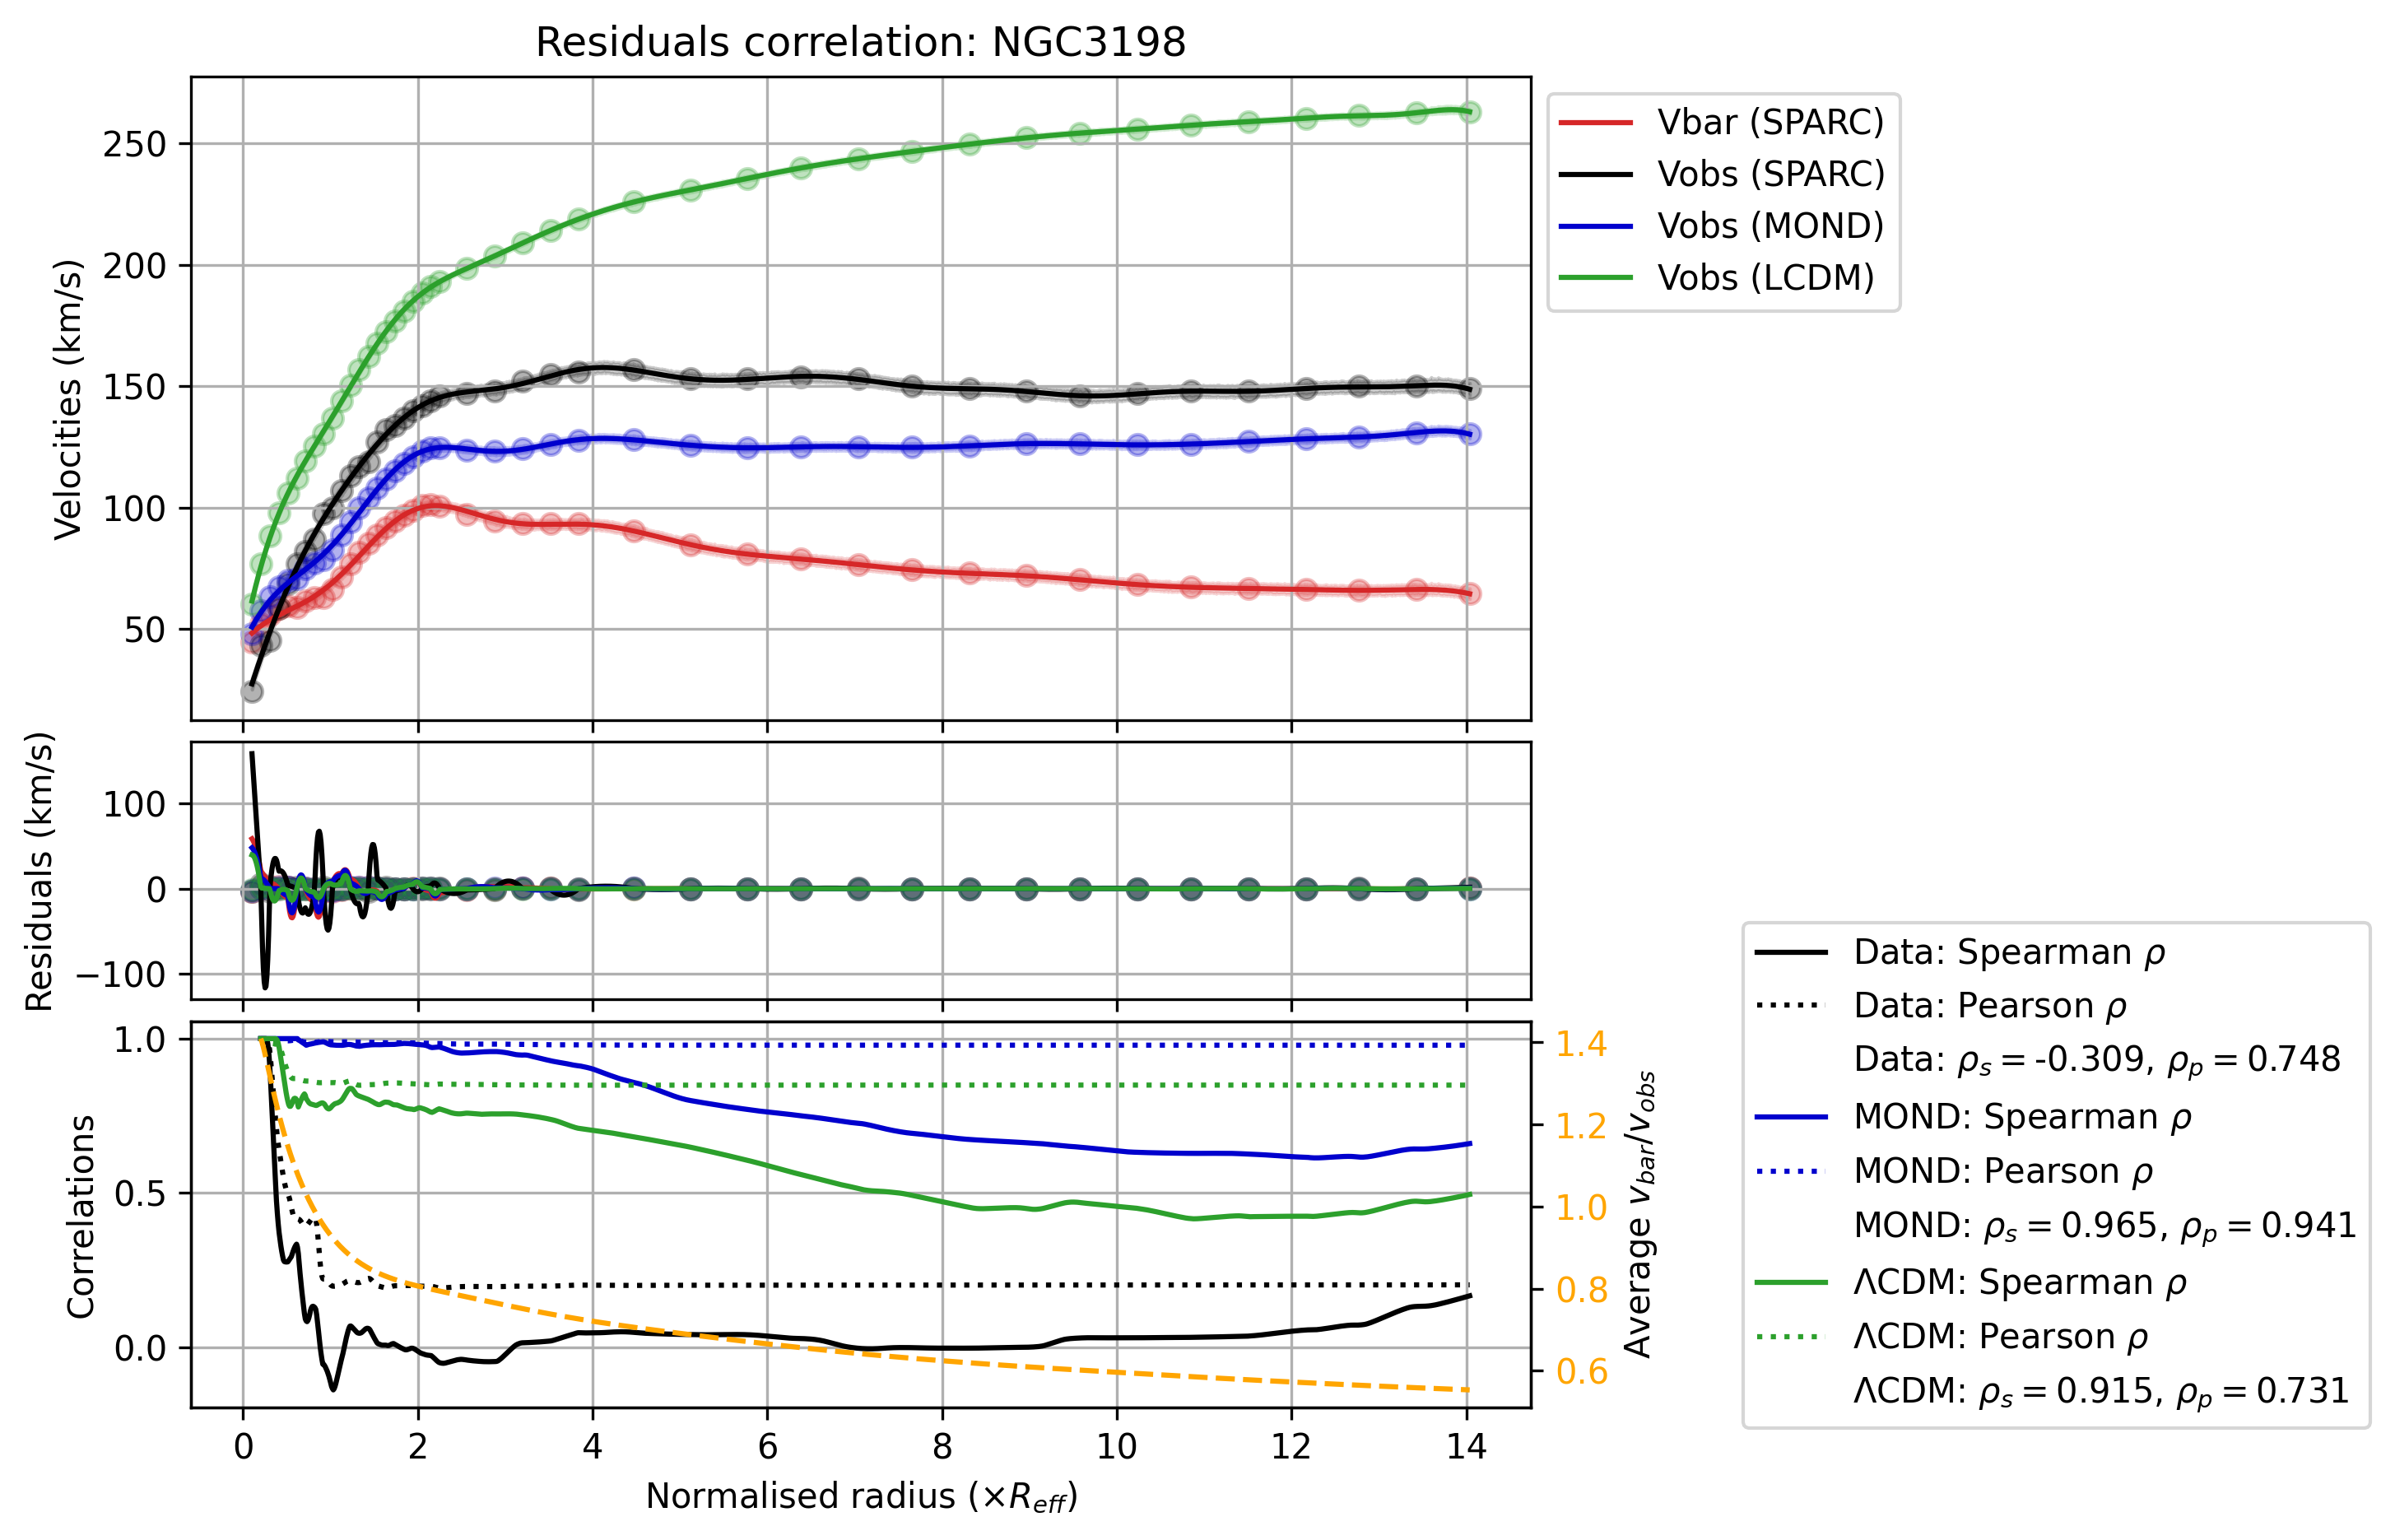 Residuals correlation: NGC3198
Velocities (km/s)
250
200
150
100
50
Vbar (SPARC)
Vobs (SPARC)
Vobs (MOND)
Vobs (LCDM)
Residuals (km/s)
100
0
−100
Correlations
1.0
0.5
0.0
1.4
1.2
1.0
0.8
0.6
Average v_bar/v_obs
0 2 4 6 8 10 12 14
Normalised radius (×R_eff)
Data: Spearman ρ
Data: Pearson ρ
Data: ρ_s = -0.309, ρ_p = 0.748
MOND: Spearman ρ
MOND: Pearson ρ
MOND: ρ_s = 0.965, ρ_p = 0.941
ΛCDM: Spearman ρ
ΛCDM: Pearson ρ
ΛCDM: ρ_s = 0.915, ρ_p = 0.731